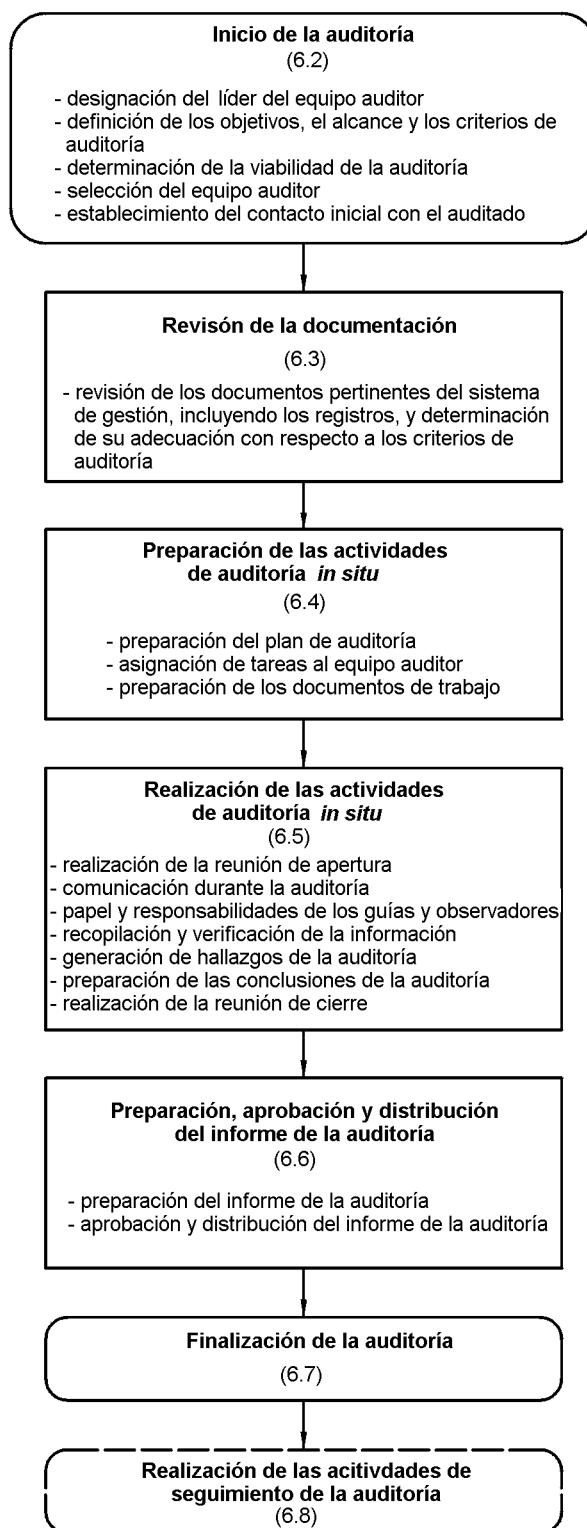 Inicio de la auditoría
(6.2)
- designación del líder del equipo auditor
- definición de los objetivos, el alcance y los criterios de
auditoría
- determinación de la viabilidad de la auditoría
- selección del equipo auditor
- establecimiento del contacto inicial con el auditado
Revisón de la documentación
(6.3)
- revisión de los documentos pertinentes del sistema
de gestión, incluyendo los registros, y determinación
de su adecuación con respecto a los criterios de
auditoría
Preparación de las actividades
de auditoría in situ
(6.4)
- preparación del plan de auditoría
- asignación de tareas al equipo auditor
- preparación de los documentos de trabajo
Realización de las actividades
de auditoría in situ
(6.5)
- realización de la reunión de apertura
- comunicación durante la auditoría
- papel y responsabilidades de los guías y observadores
- recopilación y verificación de la información
- generación de hallazgos de la auditoría
- preparación de las conclusiones de la auditoría
- realización de la reunión de cierre
Preparación, aprobación y distribución
del informe de la auditoría
(6.6)
- preparación del informe de la auditoría
- aprobación y distribución del informe de la auditoría
Finalización de la auditoría
(6.7)
Realización de las acitivdades de
seguimiento de la auditoría
(6.8)